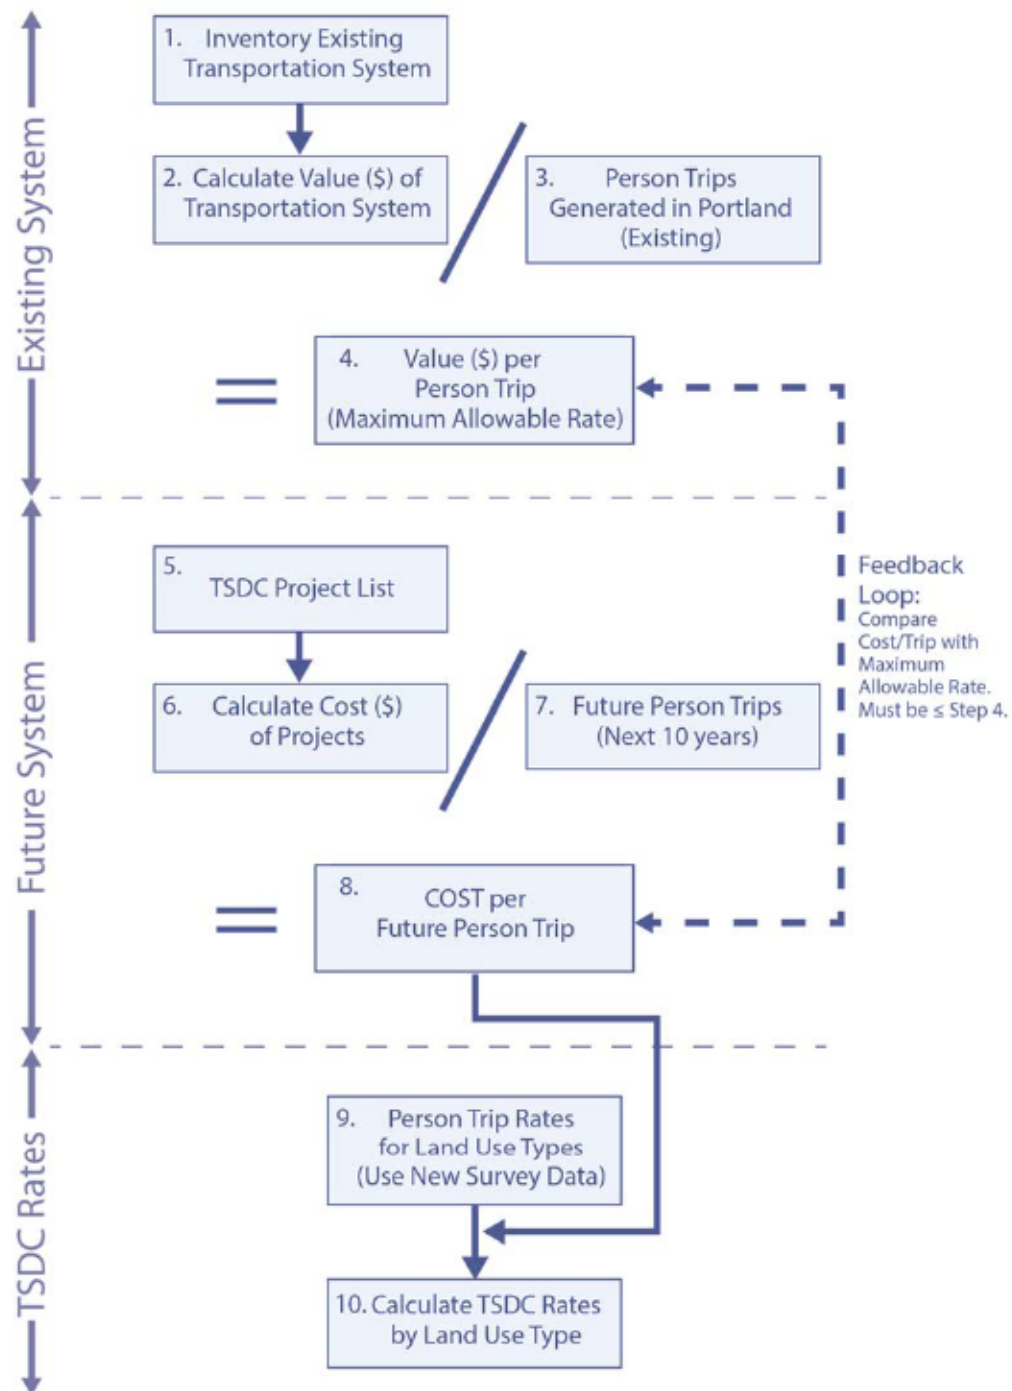 Existing System
1. Inventory Existing
Transportation System
2. Calculate Value ($) of
Transportation System
3. Person Trips
Generated in Portland
(Existing)
4. Value ($) per
Person Trip
(Maximum Allowable Rate)
Future System
5.
TSDC Project List
6. Calculate Cost ($)
of Projects
7. Future Person Trips
(Next 10 years)
Feedback
Loop:
Compare
Cost/Trip with
Maximum
Allowable Rate.
Must be ≤ Step 4.
8.
COST per
Future Person Trip
TSDC Rates
9. Person Trip Rates
for Land Use Types
(Use New Survey Data)
10. Calculate TSDC Rates
by Land Use Type